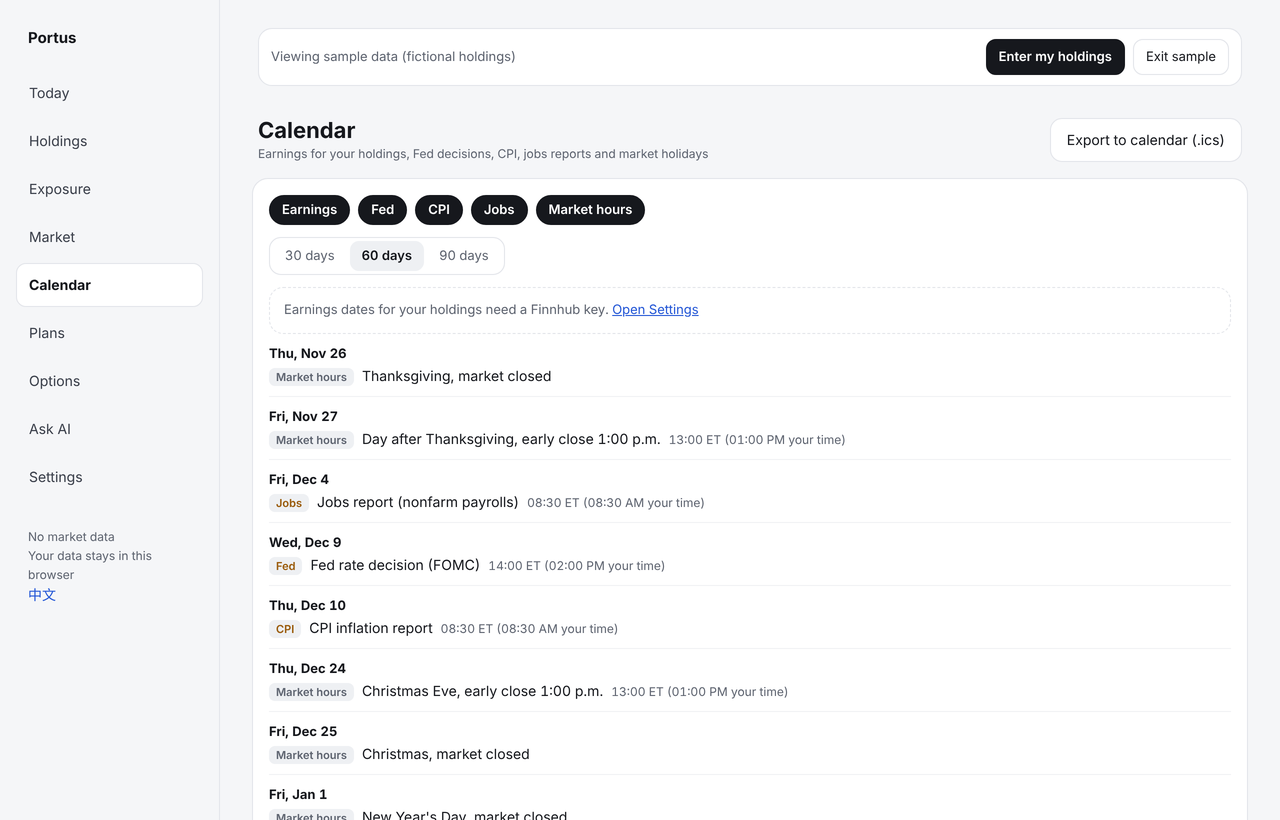 Portus
Today
Holdings
Exposure
Market
Calendar
Plans
Options
Ask AI
Settings
No market data
Your data stays in this
browser
中文
Viewing sample data (fictional holdings)
Enter my holdings
Exit sample
Calendar
Earnings for your holdings, Fed decisions, CPI, jobs reports and market holidays
Export to calendar (.ics)
Earnings Fed CPI Jobs Market hours
30 days 60 days 90 days
Earnings dates for your holdings need a Finnhub key. Open Settings
Thu, Nov 26
Market hours Thanksgiving, market closed
Fri, Nov 27
Market hours Day after Thanksgiving, early close 1:00 p.m. 13:00 ET (01:00 PM your time)
Fri, Dec 4
Jobs Jobs report (nonfarm payrolls) 08:30 ET (08:30 AM your time)
Wed, Dec 9
Fed Fed rate decision (FOMC) 14:00 ET (02:00 PM your time)
Thu, Dec 10
CPI CPI inflation report 08:30 ET (08:30 AM your time)
Thu, Dec 24
Market hours Christmas Eve, early close 1:00 p.m. 13:00 ET (01:00 PM your time)
Fri, Dec 25
Market hours Christmas, market closed
Fri, Jan 1
Market hours New Year's Day, market closed